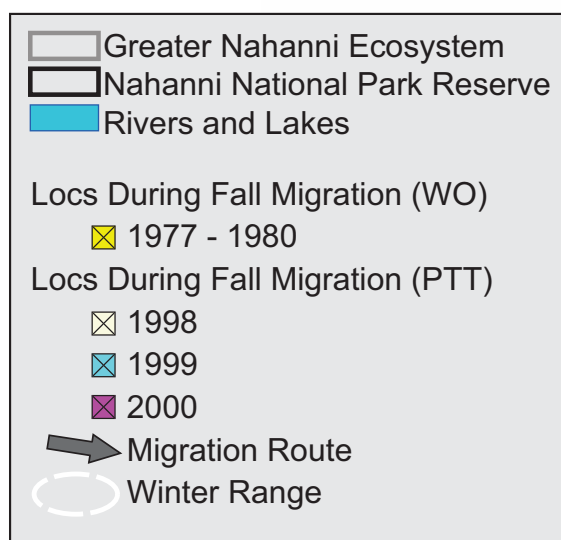 Greater Nahanni Ecosystem
Nahanni National Park Reserve
Rivers and Lakes
Locs During Fall Migration (WO)
1977 - 1980
Locs During Fall Migration (PTT)
1998
1999
2000
Migration Route
Winter Range